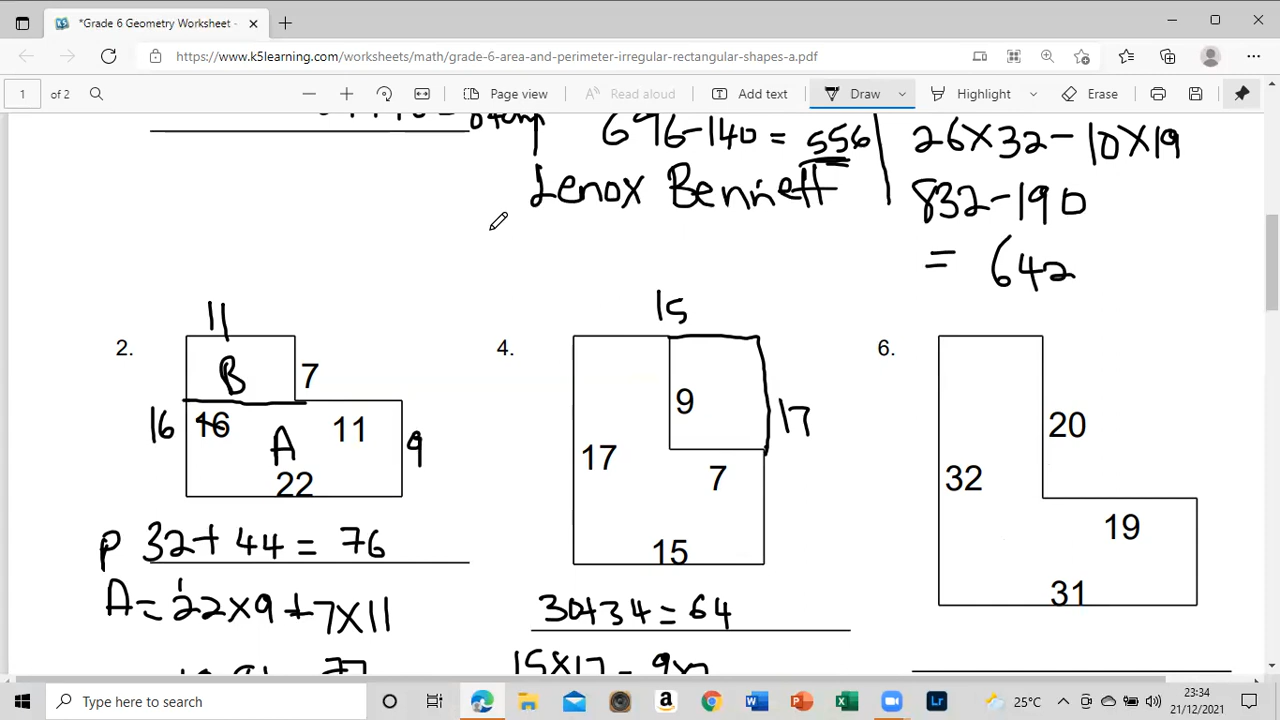 *Grade 6 Geometry Worksheet -
https://www.k5learning.com/worksheets/math/grade-6-area-and-perimeter-irregular-rectangular-shapes-a.pdf
1 of 2
Page view
Read aloud
Add text
Draw
Highlight
Erase
696-140 = 556
Lenox Bennett
26X32-10X19
832-190
= 642
2.
11
B
7
16
16
A
11
9
22
p 32+44=76
A=22x9+7X11
77
4.
15
9
17
17
7
15
30+34=64
15X17-9x7
6.
20
32
19
31
Type here to search
25°C
23:34
21/12/2021